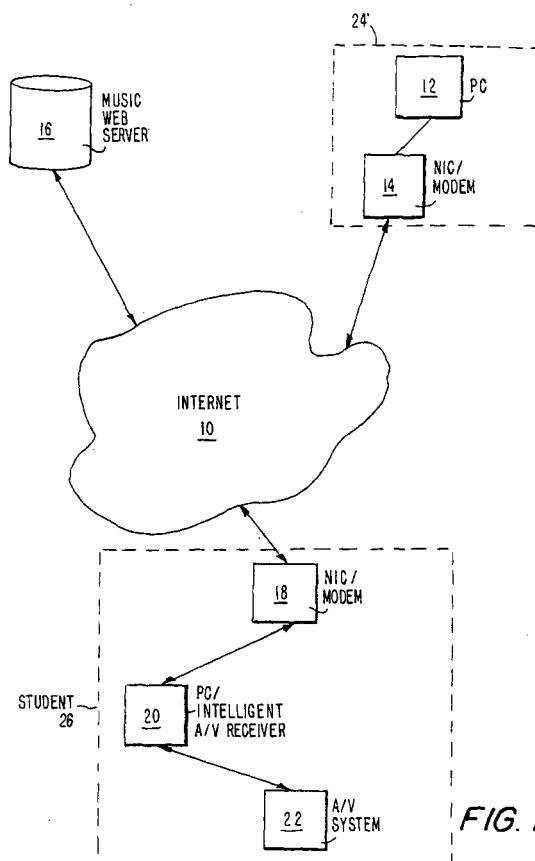 24'
12
PC
MUSIC
WEB
SERVER
16
14
NIC/
MODEM
INTERNET
10
18
NIC/
MODEM
STUDENT
26
20
PC/
INTELLIGENT
A/V RECEIVER
22
A/V
SYSTEM
FIG.